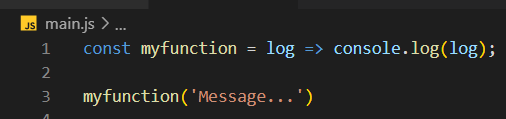 JS main.js > ...
1 const myfunction = log => console.log(log);
2
3 myfunction('Message...')